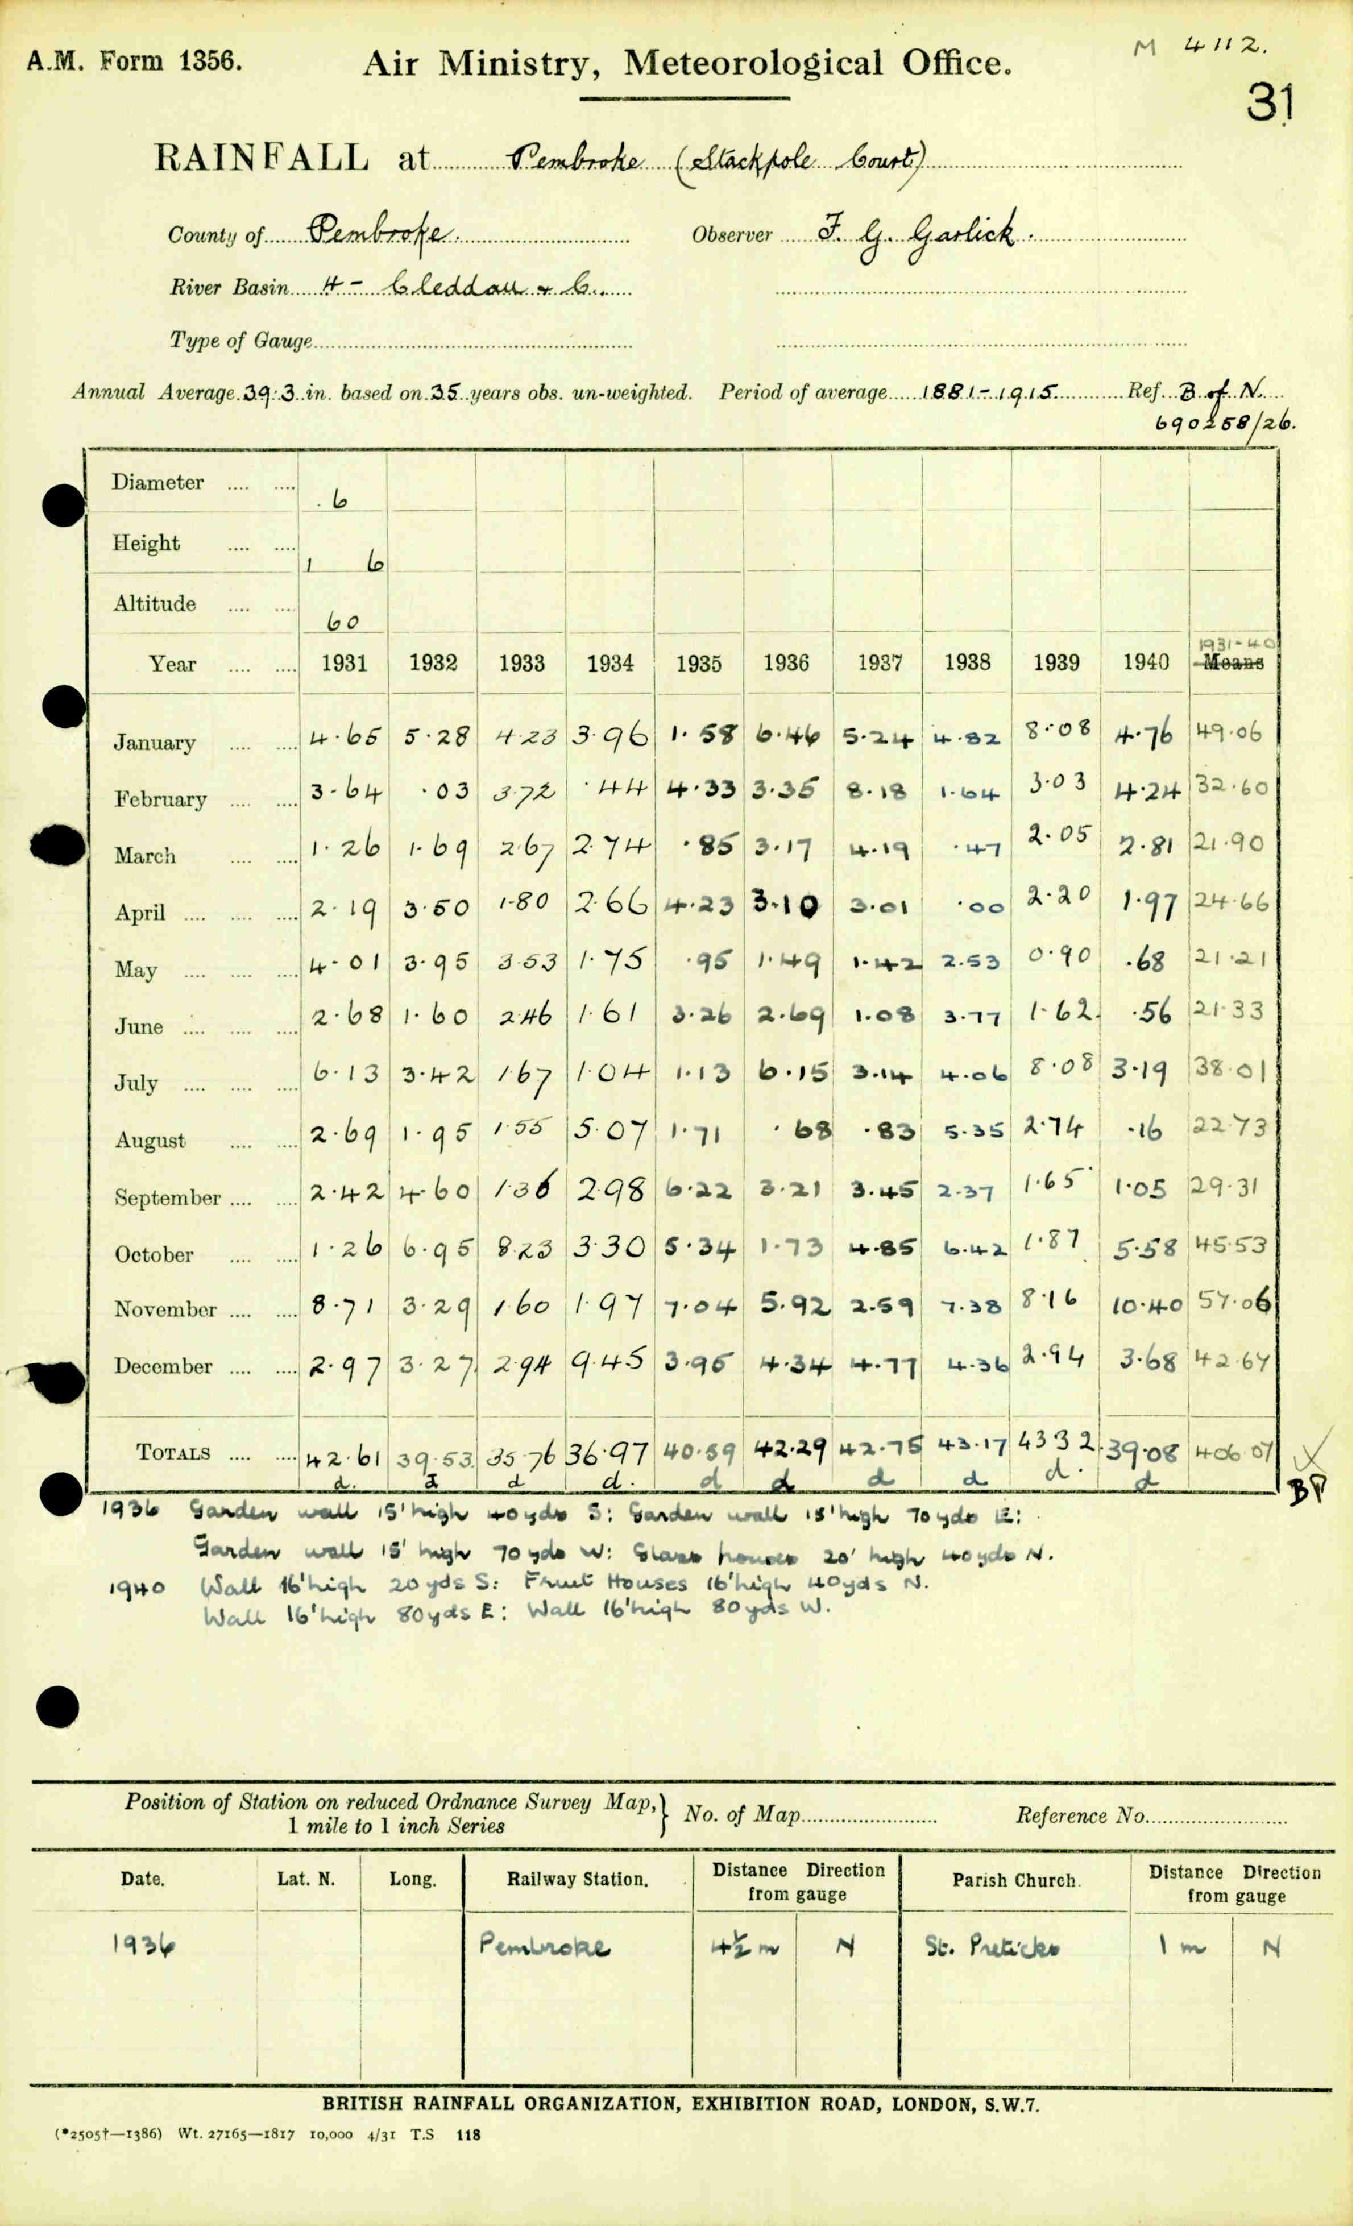 M 4112.
A.M. Form 1356. Air Ministry, Meteorological Office.
31
RAINFALL at Pembroke (Stackpole Court)
County of Pembroke. Observer F. G. Garlick.
River Basin 4- Cleddau & C.
Type of Gauge
Annual Average 39.3 in. based on 35 years obs. un-weighted. Period of average 1881-1915. Ref. B of N.
690258/26.
Diameter .... .... .6
Height .... .... 1 6
Altitude .... .... 60
1931-40
Year .... .... 1931 1932 1933 1934 1935 1936 1937 1938 1939 1940 Means
January .... .... 4.65 5.28 4.23 3.96 1.58 6.46 5.24 4.82 8.08 4.76 49.06
February .... .... 3.64 .03 3.72 .44 4.33 3.35 8.18 1.64 3.03 4.24 32.60
March .... .... 1.26 1.69 2.67 2.74 .85 3.17 4.19 .47 2.05 2.81 21.90
April .... .... .... 2.19 3.50 1.80 2.66 4.23 3.10 3.01 .00 2.20 1.97 24.66
May .... .... .... 4.01 3.95 3.53 1.75 .95 1.49 1.42 2.53 0.90 .68 21.21
June .... .... .... 2.68 1.60 2.46 1.61 3.26 2.69 1.08 3.77 1.62 .56 21.33
July .... .... .... 6.13 3.42 1.67 1.04 1.13 6.15 3.14 4.06 8.08 3.19 38.01
August .... .... 2.69 1.95 1.55 5.07 1.71 .68 .83 5.35 2.74 .16 22.73
September .... .... 2.42 4.60 1.36 2.98 6.22 3.21 3.45 2.37 1.65 1.05 29.31
October .... .... 1.26 6.95 8.23 3.30 5.34 1.73 4.85 6.42 1.87 5.58 45.53
November .... .... 8.71 3.29 1.60 1.97 7.04 5.92 2.59 7.38 8.16 10.40 57.06
December .... .... 2.97 3.27 2.94 9.45 3.95 4.34 4.77 4.36 2.94 3.68 42.67
TOTALS .... .... 42.61 39.53 35.76 36.97 40.59 42.29 42.75 43.17 43 32. 39.08 406.07
d. d d d. d d d d d. d BP
1936 Garden wall 15' high 40 yds S: Garden wall 15' high 70 yds E:
Garden wall 15' high 70 yds W: Glass houses 20' high 40 yds N.
1940 Wall 16' high 20 yds S: Fruit Houses 16' high 40 yds N.
Wall 16' high 80 yds E: Wall 16' high 80 yds W.
Position of Station on reduced Ordnance Survey Map, } No. of Map Reference No.
1 mile to 1 inch Series
Date. Lat. N. Long. Railway Station. Distance Direction from gauge Parish Church. Distance Direction from gauge
1936 Pembroke 4½ m N St. 1 m N
BRITISH RAINFALL ORGANIZATION, EXHIBITION ROAD, LONDON, S.W.7.
(*2505†—1386) Wt. 27165—1817 10,000 4/31 T.S 118